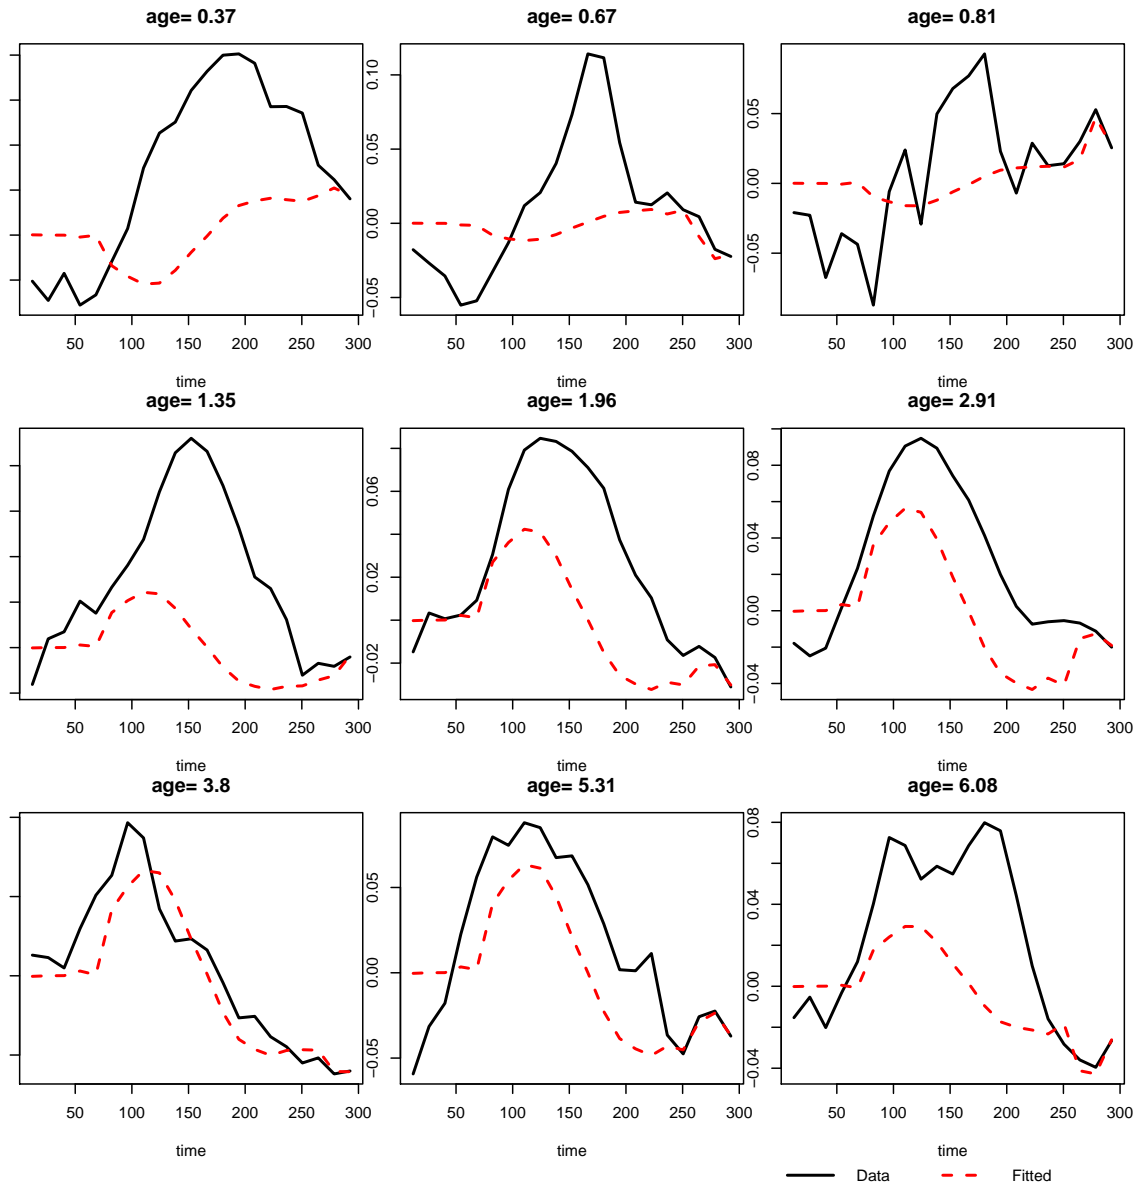 age= 0.37 age= 0.67 age= 0.81
−0.05 0.00 0.05 0.10
−0.05 0.00 0.05
50 100 150 200 250 300 50 100 150 200 250 300 50 100 150 200 250 300
time time time
age= 1.35 age= 1.96 age= 2.91
−0.02 0.02 0.06
−0.04 0.00 0.04 0.08
50 100 150 200 250 300 50 100 150 200 250 300 50 100 150 200 250 300
time time time
age= 3.8 age= 5.31 age= 6.08
−0.05 0.00 0.05
−0.04 0.00 0.04 0.08
50 100 150 200 250 300 50 100 150 200 250 300 50 100 150 200 250 300
time time time
Data Fitted